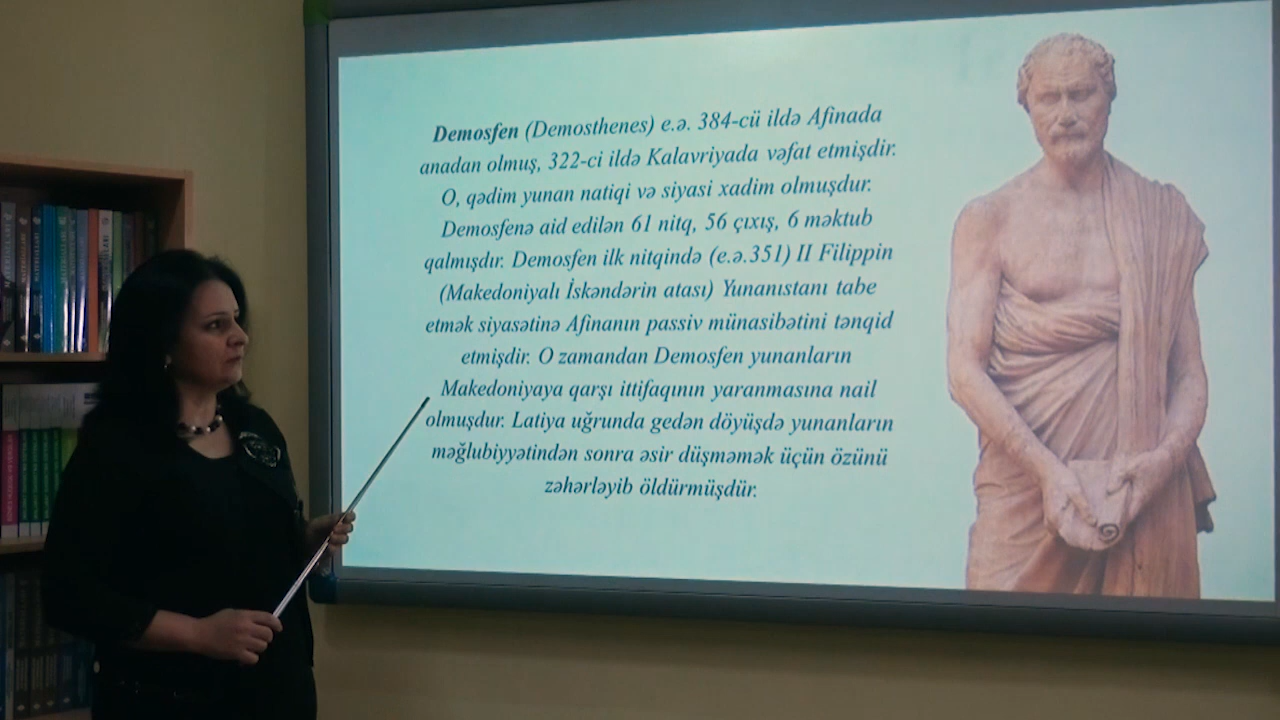 Demosfen (Demosthenes) e.ə. 384-cü ildə Afinada
anadan olmuş, 322-ci ildə Kalavriyada vəfat etmişdir.
O, qədim yunan natiqi və siyasi xadim olmuşdur.
Demosfenə aid edilən 61 nitq, 56 çıxış, 6 məktub
qalmışdır. Demosfen ilk nitqində (e.ə.351) II Filippin
(Makedoniyalı İskəndərin atası) Yunanıstanı tabe
etmək siyasətinə Afinanın passiv münasibətini tənqid
etmişdir. O zamandan Demosfen yunanların
Makedoniyaya qarşı ittifaqının yaranmasına nail
olmuşdur. Latiya uğrunda gedən döyüşdə yunanların
məğlubiyyətindən sonra əsir düşməmək üçün özünü
zəhərləyib öldürmüşdür.